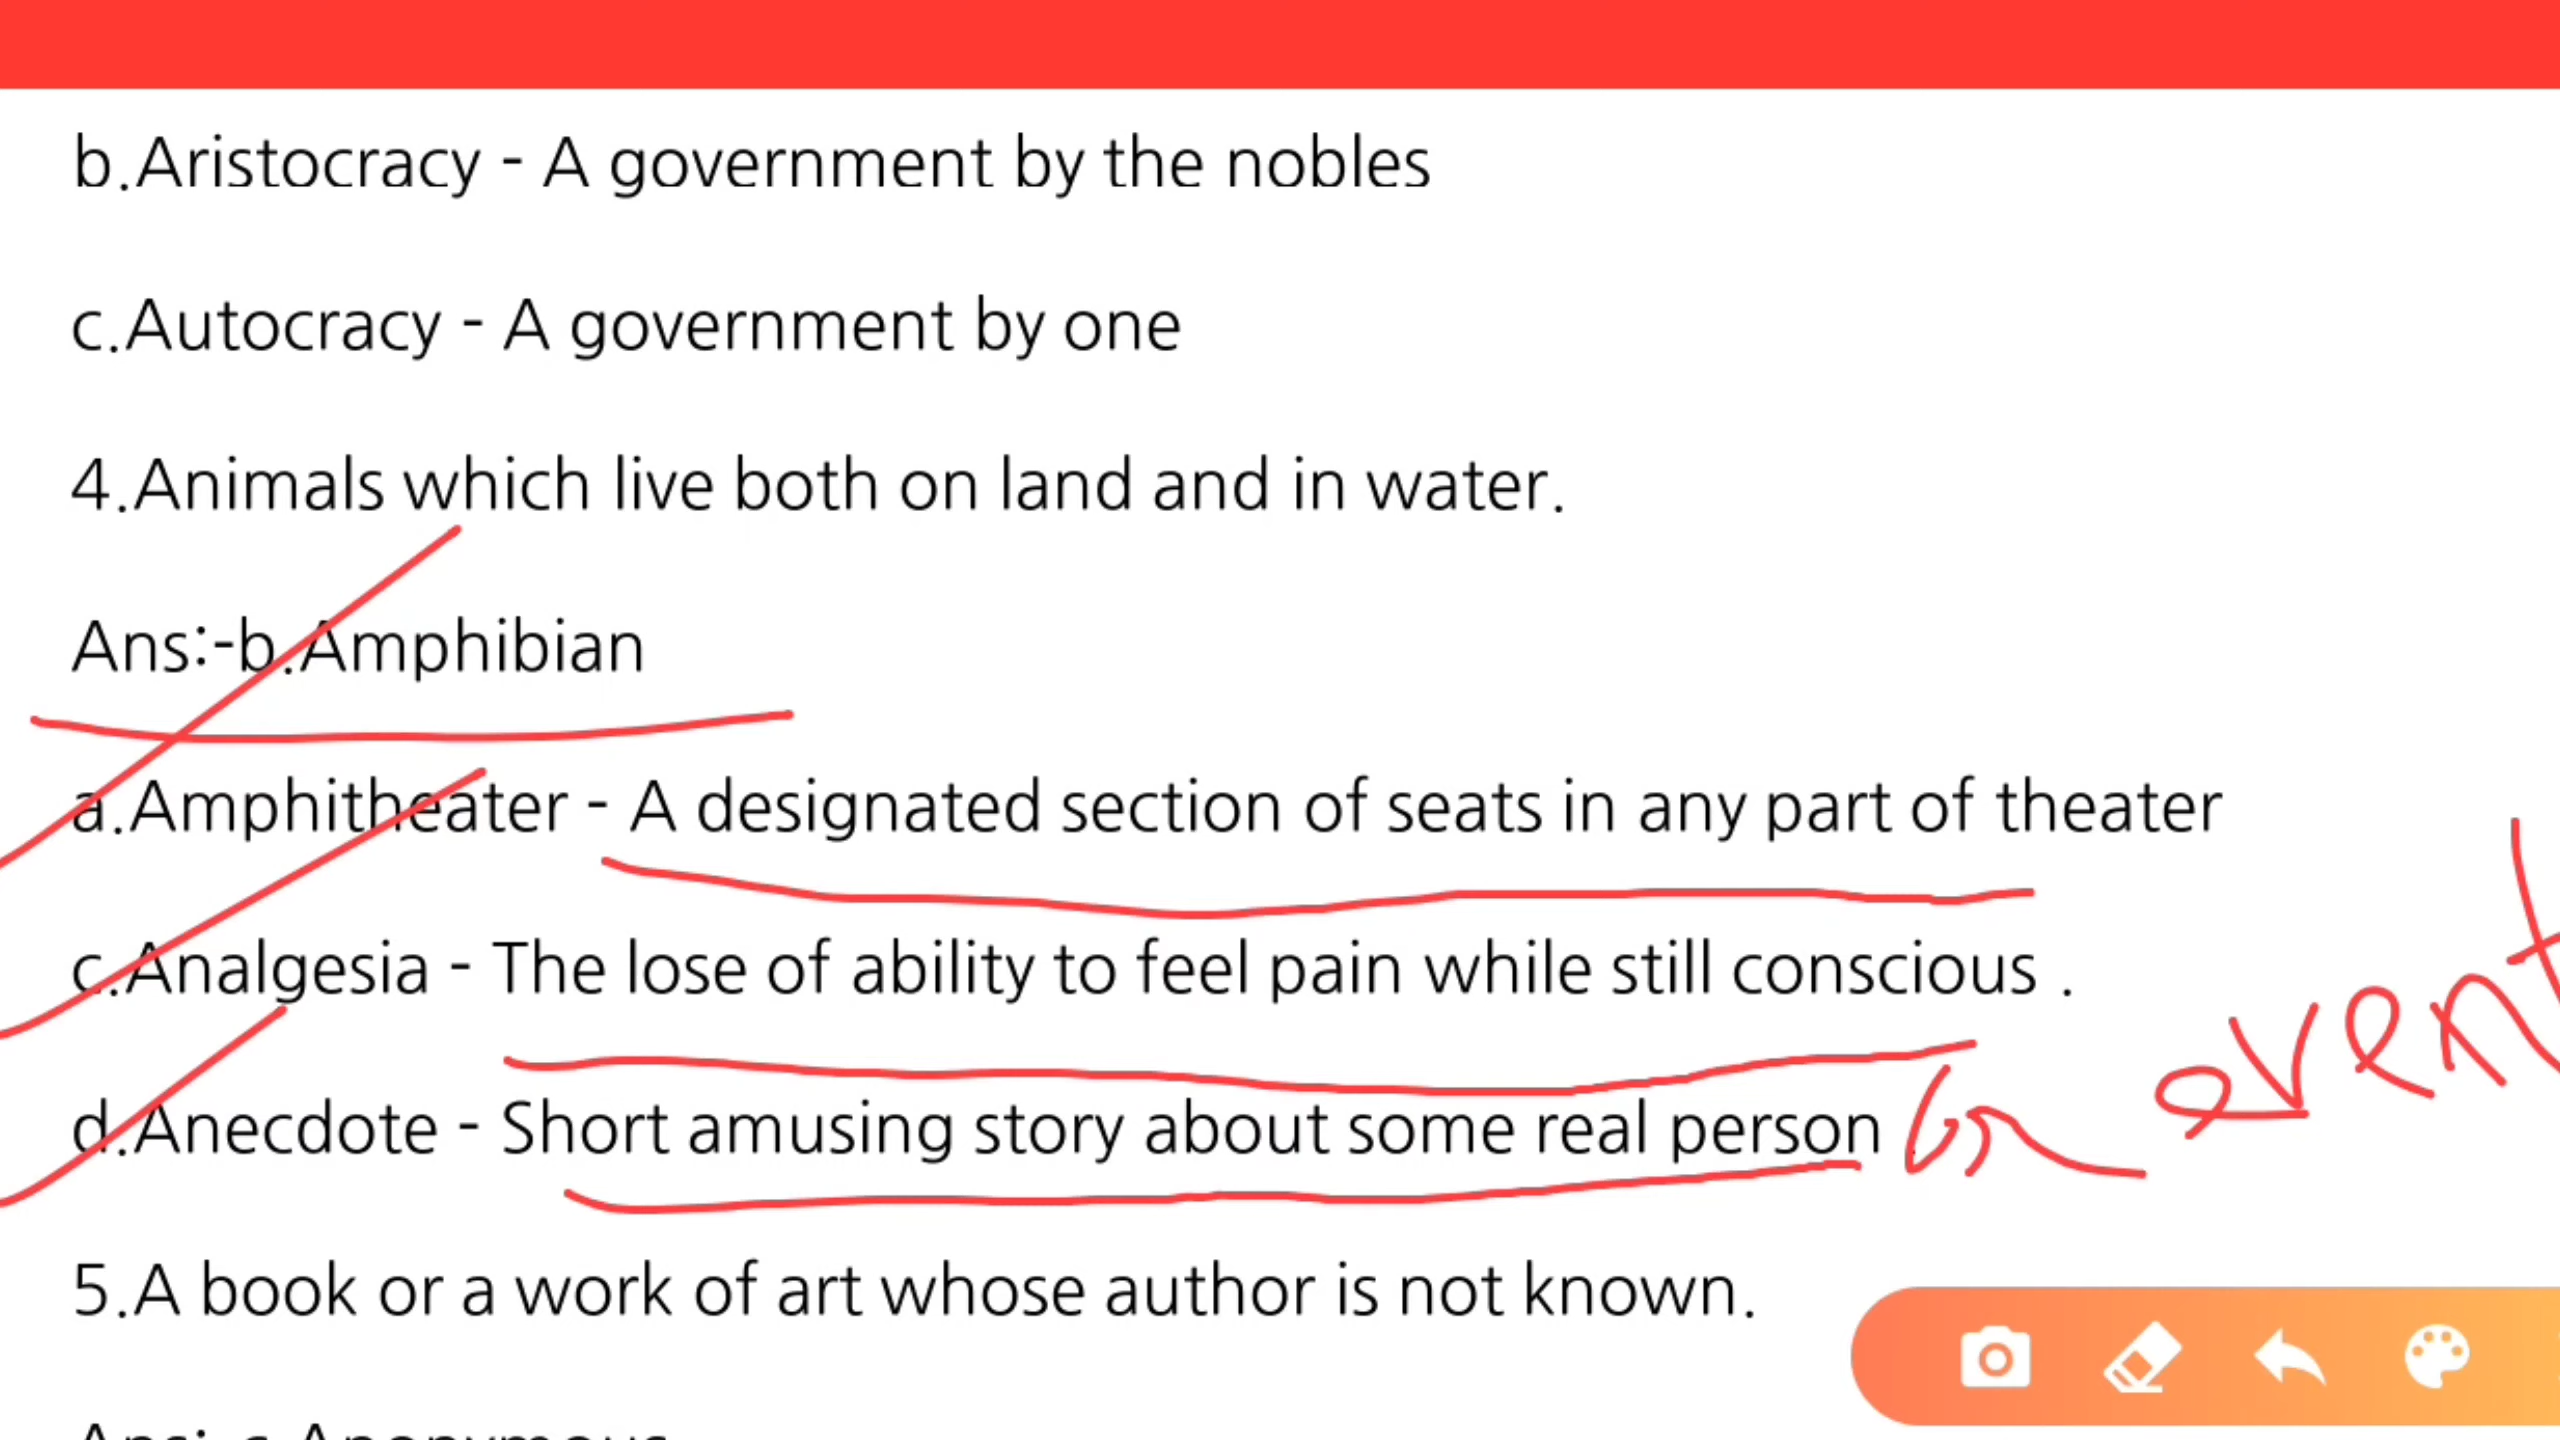 b.Aristocracy - A government by the nobles
c.Autocracy - A government by one
4.Animals which live both on land and in water.
Ans:-b.Amphibian
a.Amphitheater - A designated section of seats in any part of theater
c.Analgesia - The lose of ability to feel pain while still conscious .
d.Anecdote - Short amusing story about some real person or event
5.A book or a work of art whose author is not known.
Ans:-c.Anonymous